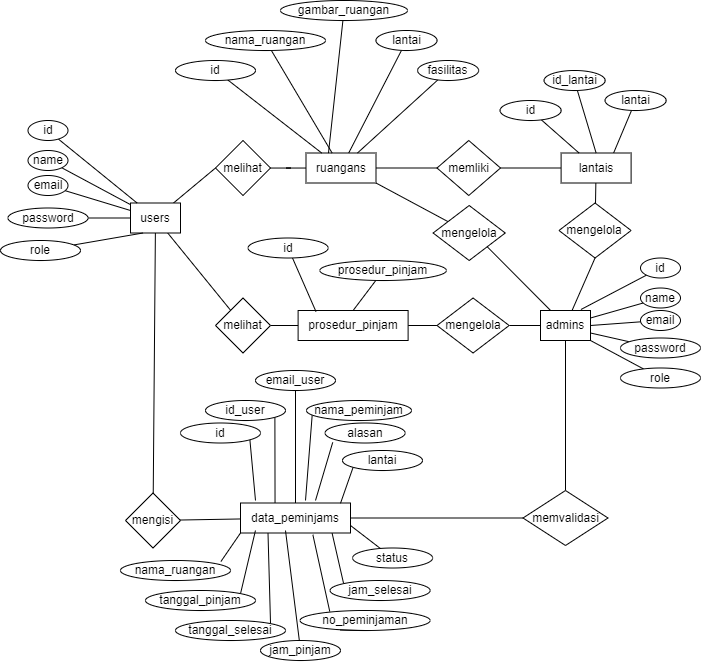 gambar_ruangan
nama_ruangan
lantai
id
fasilitas
id_lantai
lantai
id
id
name
email
password
role
users
melihat
ruangans
memliki
lantais
mengelola
mengelola
id
prosedur_pinjam
melihat
prosedur_pinjam
mengelola
admins
id
name
email
password
role
email_user
id_user
nama_peminjam
id
alasan
lantai
mengisi
data_peminjams
memvalidasi
status
nama_ruangan
jam_selesai
tanggal_pinjam
no_peminjaman
tanggal_selesai
jam_pinjam